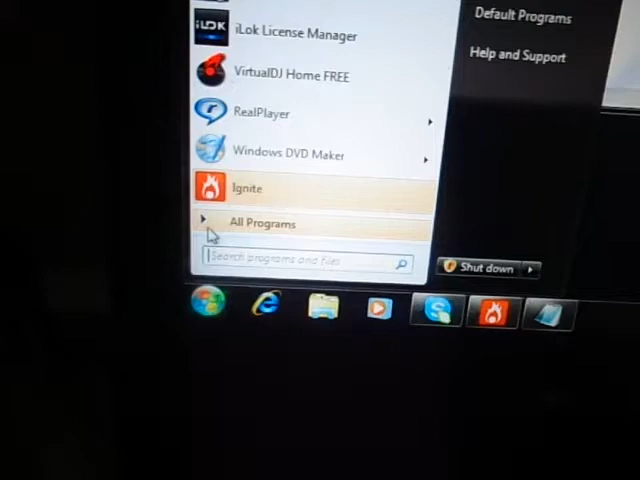 iLOK
iLok License Manager
VirtualDJ Home FREE
RealPlayer
Windows DVD Maker
Ignite
All Programs
Search programs and files
Default Programs
Help and Support
Shut down